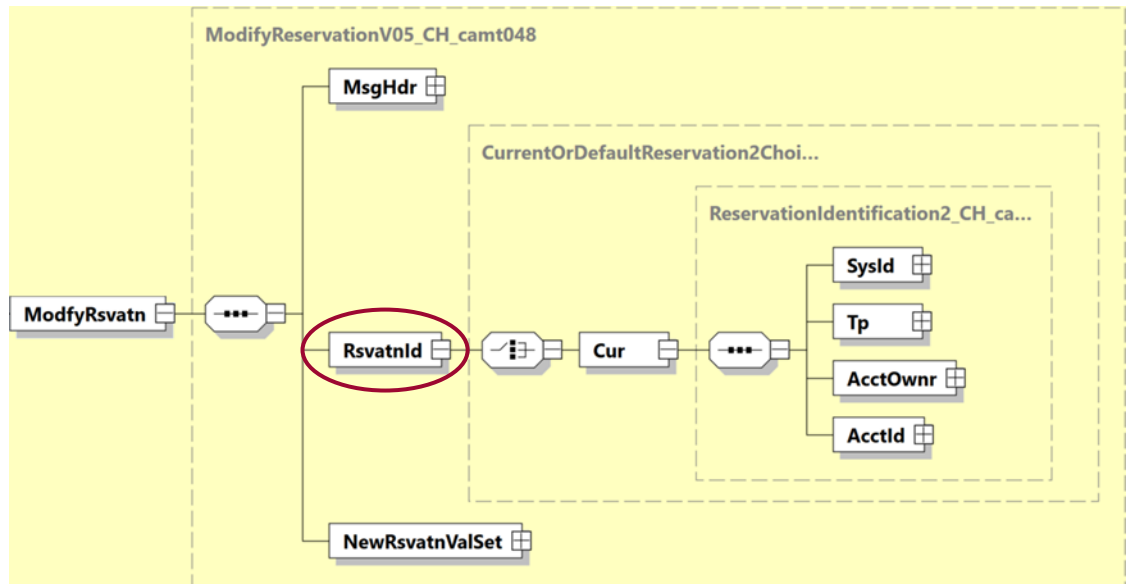 ModifyReservationV05_CH_camt048
MsgHdr
CurrentOrDefaultReservation2Choi...
ReservationIdentification2_CH_ca...
SysId
ModfyRsvatn
Tp
RsvatnId
Cur
AcctOwnr
AcctId
NewRsvatnValSet